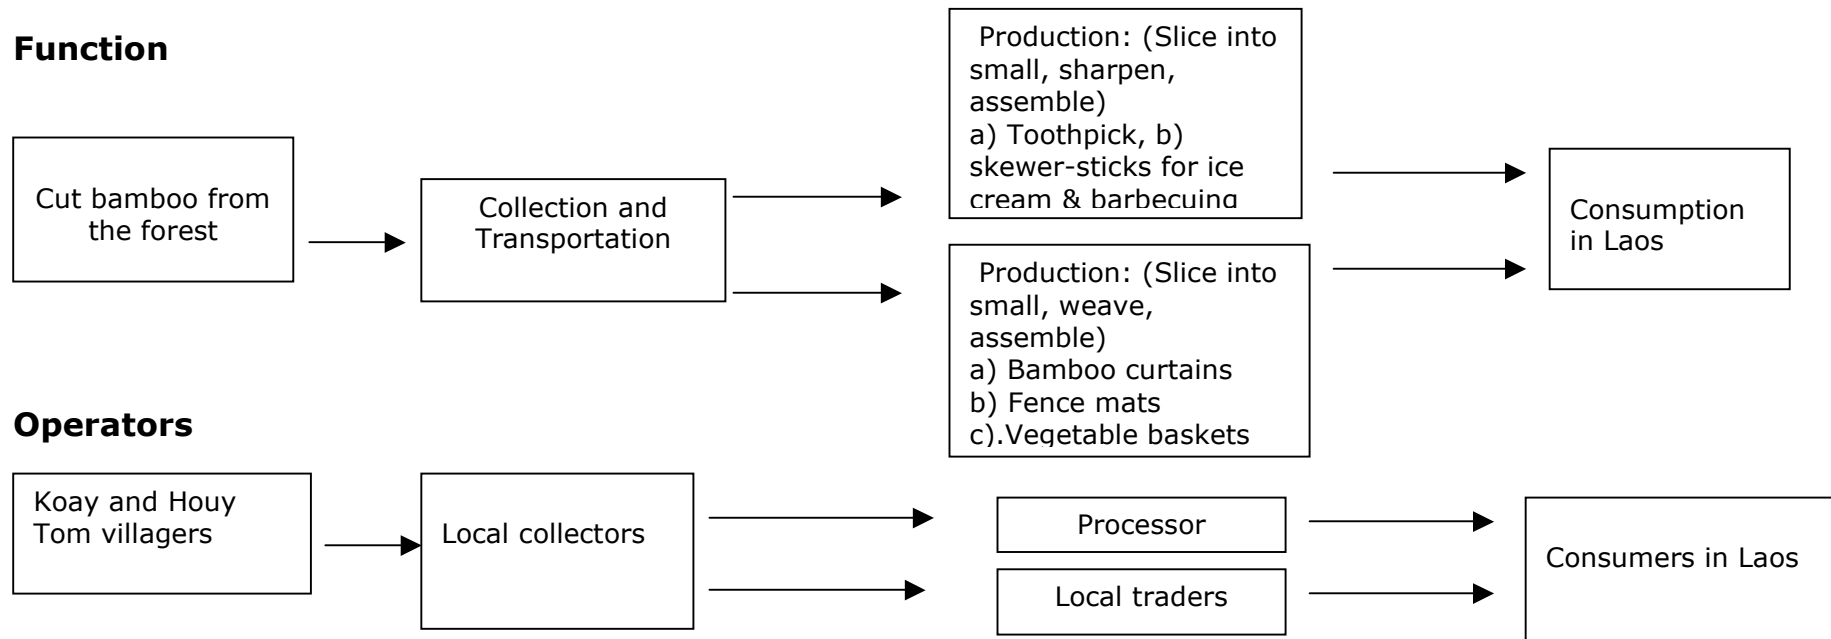 Function
Cut bamboo from
the forest
Collection and
Transportation
Production: (Slice into
small, sharpen,
assemble)
a) Toothpick, b)
skewer-sticks for ice
cream & barbecuing
Production: (Slice into
small, weave,
assemble)
a) Bamboo curtains
b) Fence mats
c).Vegetable baskets
Consumption
in Laos
Operators
Koay and Houy
Tom villagers
Local collectors
Processor
Local traders
Consumers in Laos